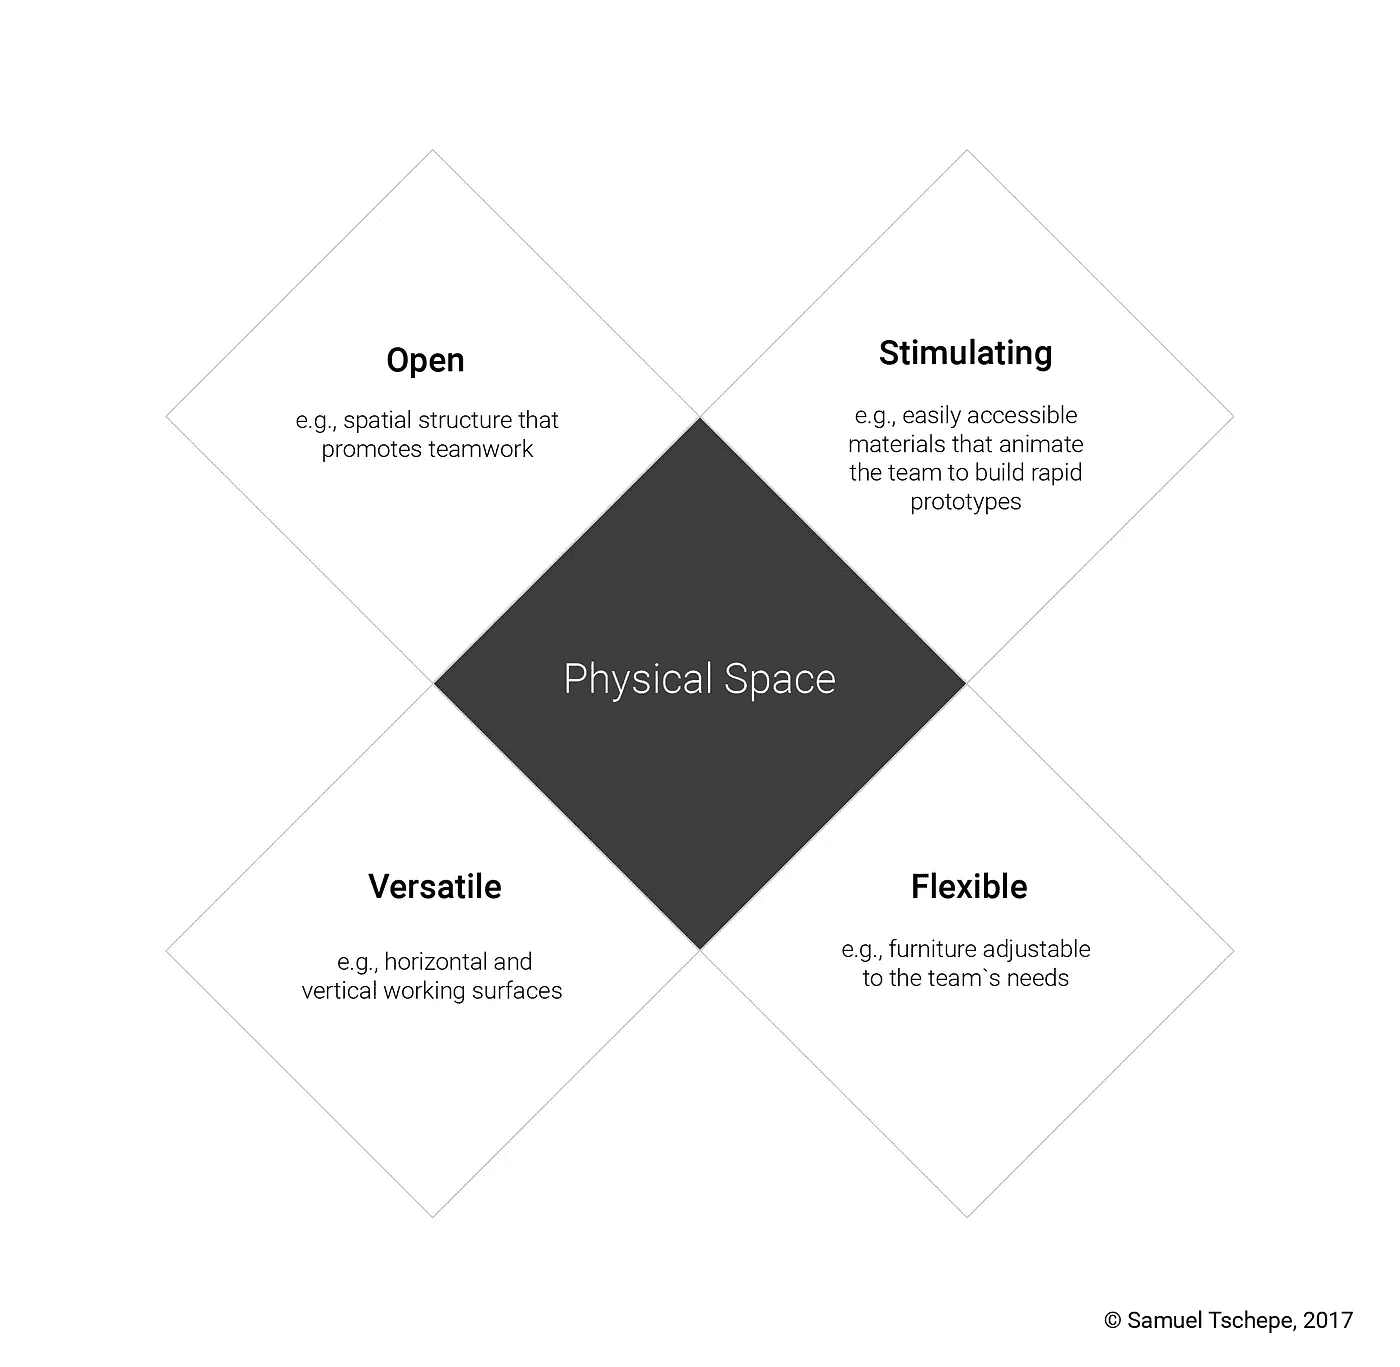 Open
e.g., spatial structure that
promotes teamwork
Stimulating
e.g., easily accessible
materials that animate
the team to build rapid
prototypes
Physical Space
Versatile
e.g., horizontal and
vertical working surfaces
Flexible
e.g., furniture adjustable
to the team`s needs
© Samuel Tschepe, 2017